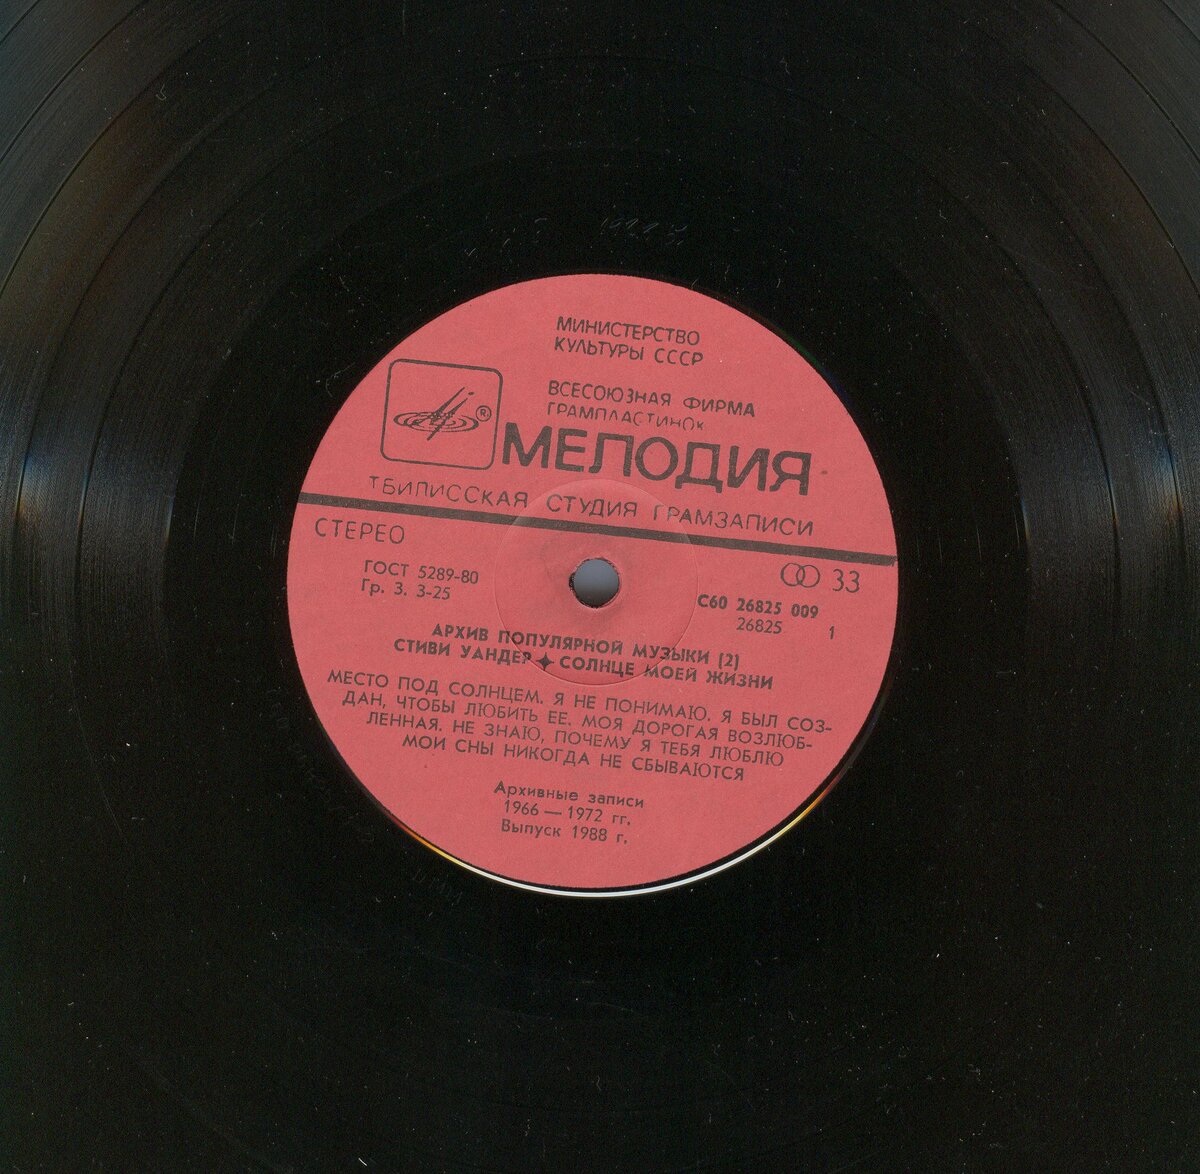 МИНИСТЕРСТВО
КУЛЬТУРЫ СССР
ВСЕСОЮЗНАЯ ФИРМА
ГРАМПЛАСТИНОК
МЕЛОДИЯ
ТБИЛИССКАЯ СТУДИЯ ГРАМЗАПИСИ
®
СТЕРЕО
33
ГОСТ 5289-80
Гр. 3. 3-25
С60 26825 009
26825 1
АРХИВ ПОПУЛЯРНОЙ МУЗЫКИ (2)
СТИВИ УАНДЕР ✦ СОЛНЦЕ МОЕЙ ЖИЗНИ
МЕСТО ПОД СОЛНЦЕМ. Я НЕ ПОНИМАЮ. Я БЫЛ СОЗ-
ДАН, ЧТОБЫ ЛЮБИТЬ ЕЕ. МОЯ ДОРОГАЯ ВОЗЛЮБ-
ЛЕННАЯ. НЕ ЗНАЮ, ПОЧЕМУ Я ТЕБЯ ЛЮБЛЮ
МОИ СНЫ НИКОГДА НЕ СБЫВАЮТСЯ
Архивные записи
1966 — 1972 гг.
Выпуск 1988 г.